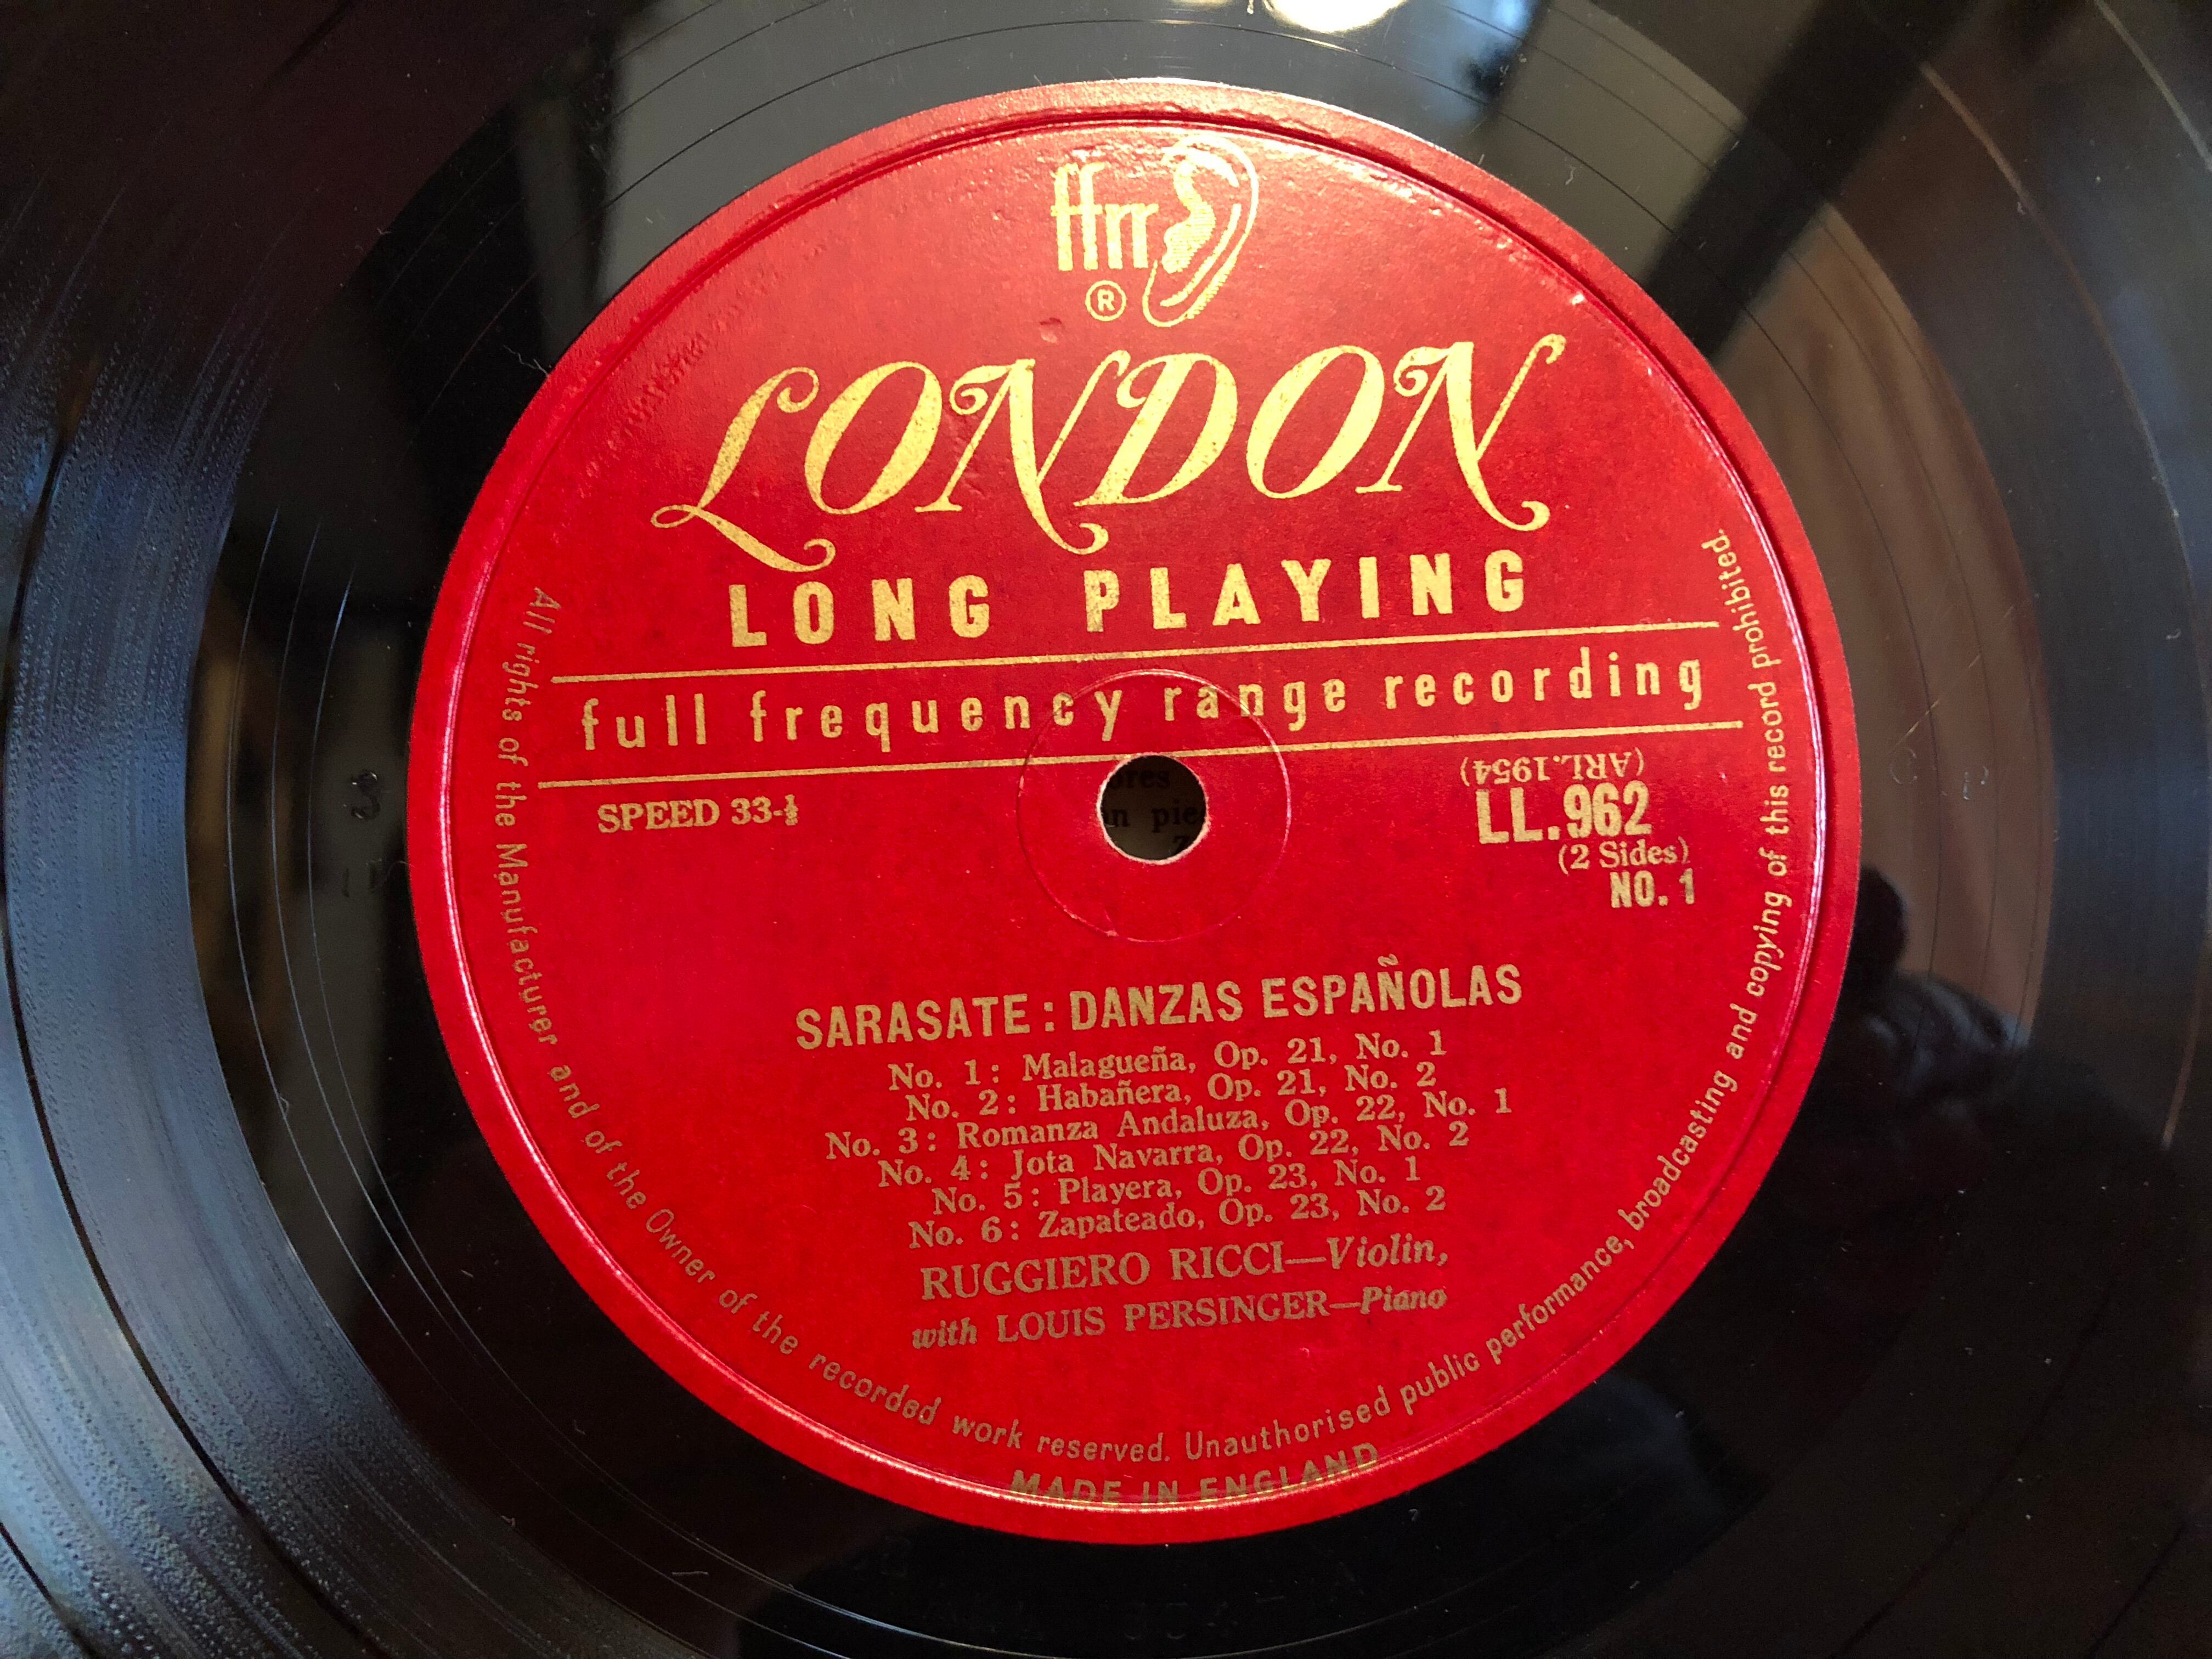 ffrr
®
LONDON
LONG PLAYING
full frequency range recording
SPEED 33-⅓
(ARL.1954)
LL.962
(2 Sides)
NO. 1
SARASATE : DANZAS ESPAÑOLAS
No. 1: Malagueña, Op. 21, No. 1
No. 2: Habañera, Op. 21, No. 2
No. 3: Romanza Andaluza, Op. 22, No. 1
No. 4: Jota Navarra, Op. 22, No. 2
No. 5: Playera, Op. 23, No. 1
No. 6: Zapateado, Op. 23, No. 2
RUGGIERO RICCI—Violin,
with LOUIS PERSINGER—Piano
All rights of the Manufacturer and of the Owner of the recorded work reserved. Unauthorised public performance, broadcasting and copying of this record prohibited.
MADE IN ENGLAND